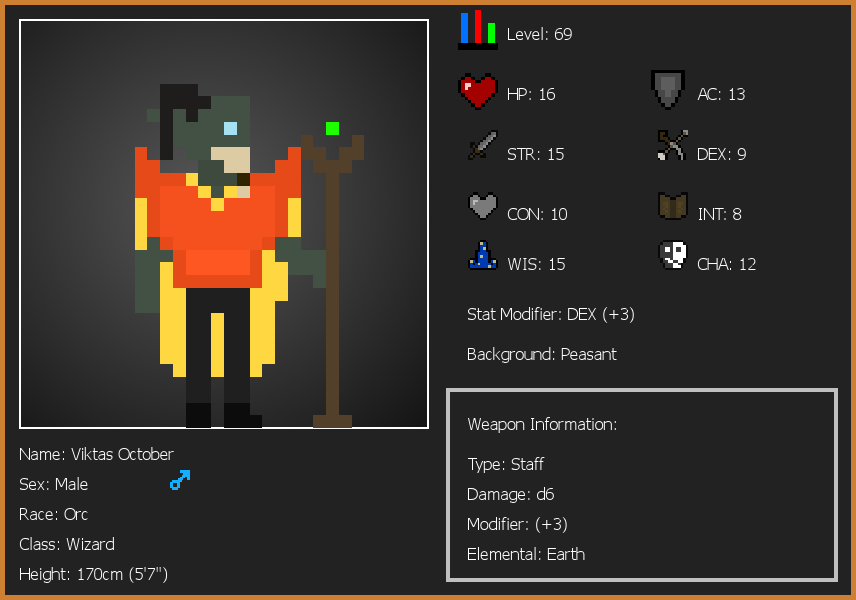 Level: 69
HP: 16
AC: 13
STR: 15
DEX: 9
CON: 10
INT: 8
WIS: 15
CHA: 12
Stat Modifier: DEX (+3)
Background: Peasant
Weapon Information:
Type: Staff
Damage: d6
Modifier: (+3)
Elemental: Earth
Name: Viktas October
Sex: Male
Race: Orc
Class: Wizard
Height: 170cm (5'7")